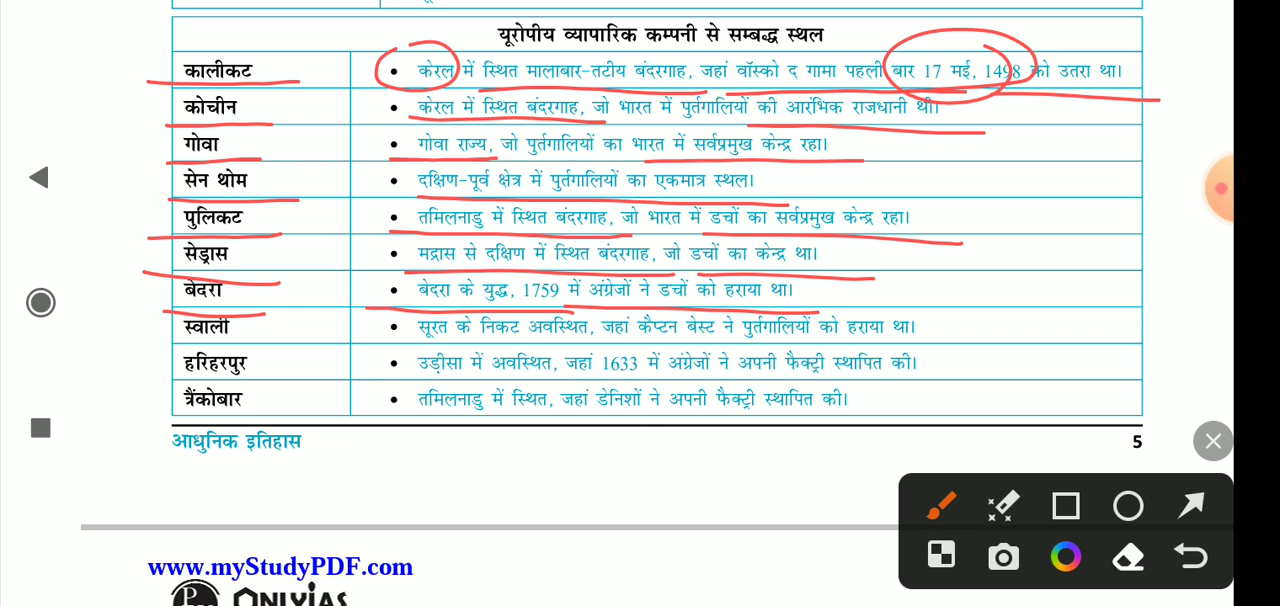 यूरोपीय व्यापारिक कम्पनी से सम्बद्ध स्थल
कालीकट • केरल में स्थित मालाबार-तटीय बंदरगाह, जहां वॉस्को द गामा पहली बार 17 मई, 1498 को उतरा था।
कोचीन • केरल में स्थित बंदरगाह, जो भारत में पुर्तगालियों की आरंभिक राजधानी थी।
गोवा • गोवा राज्य, जो पुर्तगालियों का भारत में सर्वप्रमुख केन्द्र रहा।
सेन थोम • दक्षिण-पूर्व क्षेत्र में पुर्तगालियों का एकमात्र स्थल।
पुलिकट • तमिलनाडु में स्थित बंदरगाह, जो भारत में डचों का सर्वप्रमुख केन्द्र रहा।
सेड्रास • मद्रास से दक्षिण में स्थित बंदरगाह, जो डचों का केन्द्र था।
बेदरा • बेदरा के युद्ध, 1759 में अंग्रेजों ने डचों को हराया था।
स्वाली • सूरत के निकट अवस्थित, जहां कैप्टन बेस्ट ने पुर्तगालियों को हराया था।
हरिहरपुर • उड़ीसा में अवस्थित, जहां 1633 में अंग्रेजों ने अपनी फैक्ट्री स्थापित की।
त्रैंकोबार • तमिलनाडु में स्थित, जहां डेनिशों ने अपनी फैक्ट्री स्थापित की।
आधुनिक इतिहास 5
www.myStudyPDF.com
ONLYIAS